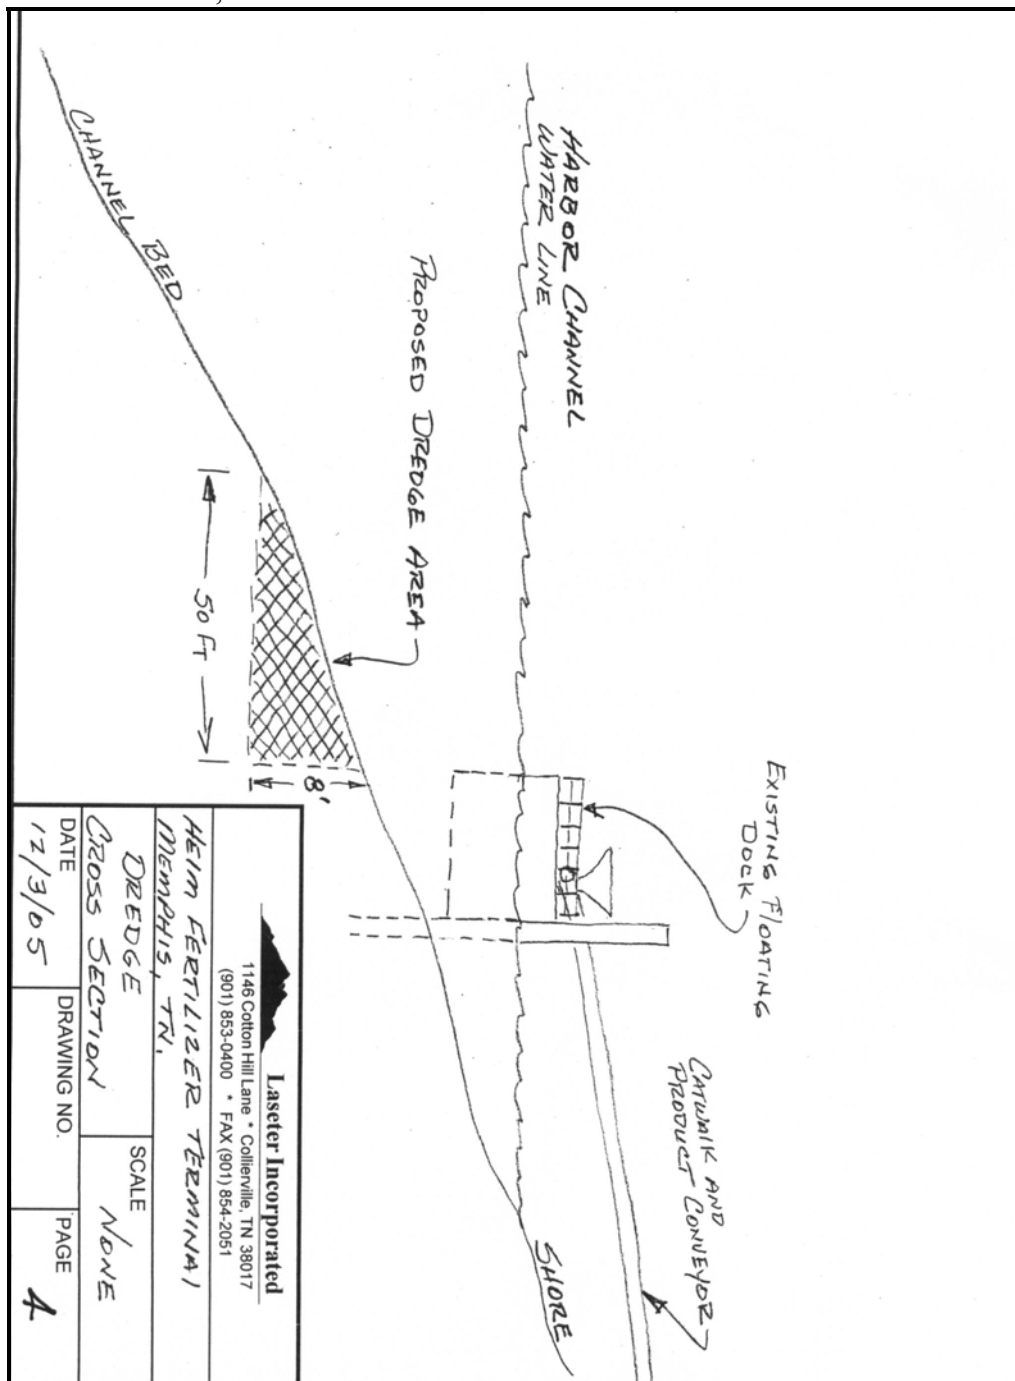 EXISTING FLOATING
DOCK
CATWALK AND
PRODUCT CONVEYOR
HARBOR CHANNEL
WATER LINE
SHORE
PROPOSED DREDGE AREA
CHANNEL BED
50 FT
8'
Laseter Incorporated
1146 Cotton Hill Lane * Collierville, TN 38017
(901) 853-0400 * FAX (901) 854-2051
HEIM FERTILIZER TERMINAL
MEMPHIS, TN.
DREDGE
CROSS SECTION
SCALE
NONE
DATE
12/3/05
DRAWING NO.
PAGE
4